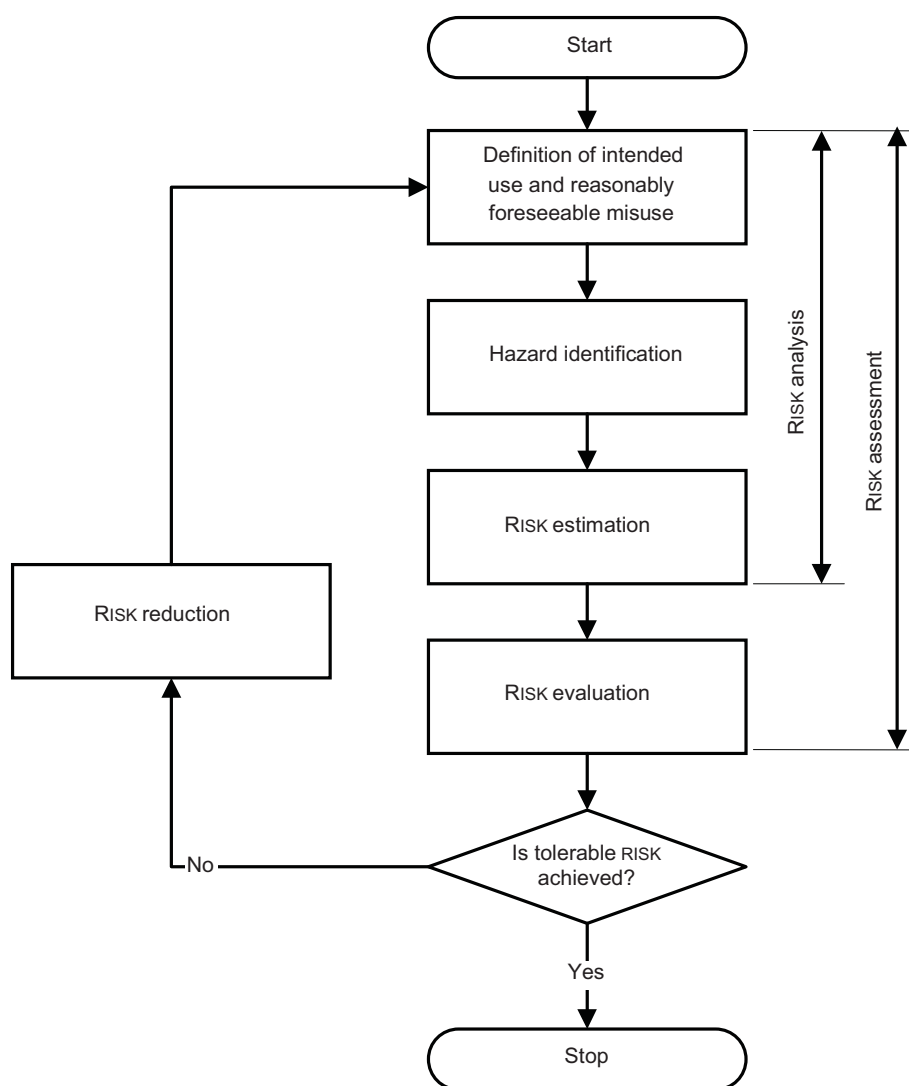 Start
Definition of intended
use and reasonably
foreseeable misuse
Hazard identification
RISK estimation
RISK evaluation
RISK analysis
RISK assessment
RISK reduction
Is tolerable RISK
achieved?
No
Yes
Stop